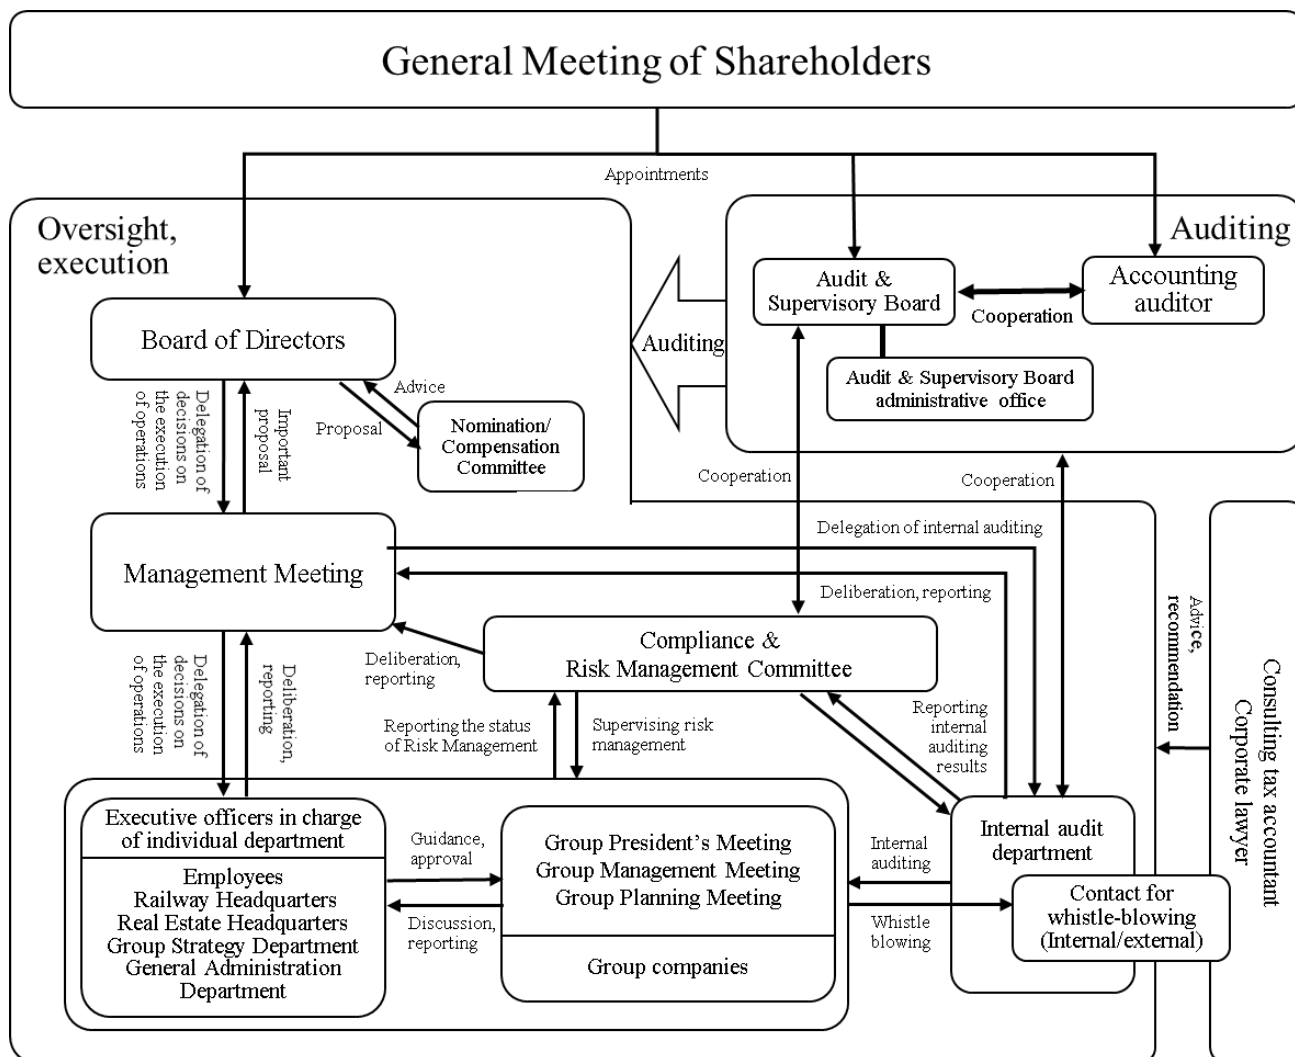 General Meeting of Shareholders
Appointments
Oversight,
execution
Auditing
Board of Directors
Audit &
Supervisory Board
Accounting
auditor
Cooperation
Auditing
Audit & Supervisory Board
administrative office
Advice
Proposal
Nomination/
Compensation
Committee
Delegation of
decisions on
the execution
of operations
Important
proposal
Cooperation
Cooperation
Management Meeting
Delegation of internal auditing
Deliberation, reporting
Compliance &
Risk Management Committee
Deliberation,
reporting
Delegation of
decisions on
the execution
of operations
Deliberation,
reporting
Reporting the status
of Risk Management
Supervising risk
management
Reporting
internal
auditing
results
Advice,
recommendation
Consulting tax accountant
Corporate lawyer
Executive officers in charge
of individual department
Employees
Railway Headquarters
Real Estate Headquarters
Group Strategy Department
General Administration
Department
Guidance,
approval
Discussion,
reporting
Group President's Meeting
Group Management Meeting
Group Planning Meeting
Group companies
Internal
auditing
Whistle
blowing
Internal audit
department
Contact for
whistle-blowing
(Internal/external)